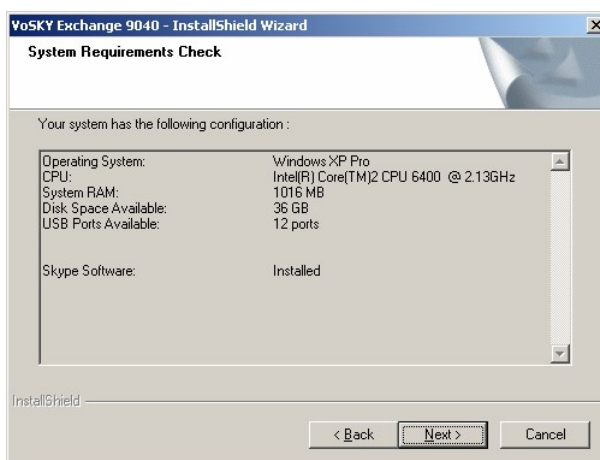 VoSKY Exchange 9040 - InstallShield Wizard
System Requirements Check
Your system has the following configuration :
Operating System: Windows XP Pro
CPU: Intel(R) Core(TM)2 CPU 6400 @ 2.13GHz
System RAM: 1016 MB
Disk Space Available: 36 GB
USB Ports Available: 12 ports
Skype Software: Installed
InstallShield
< Back Next > Cancel